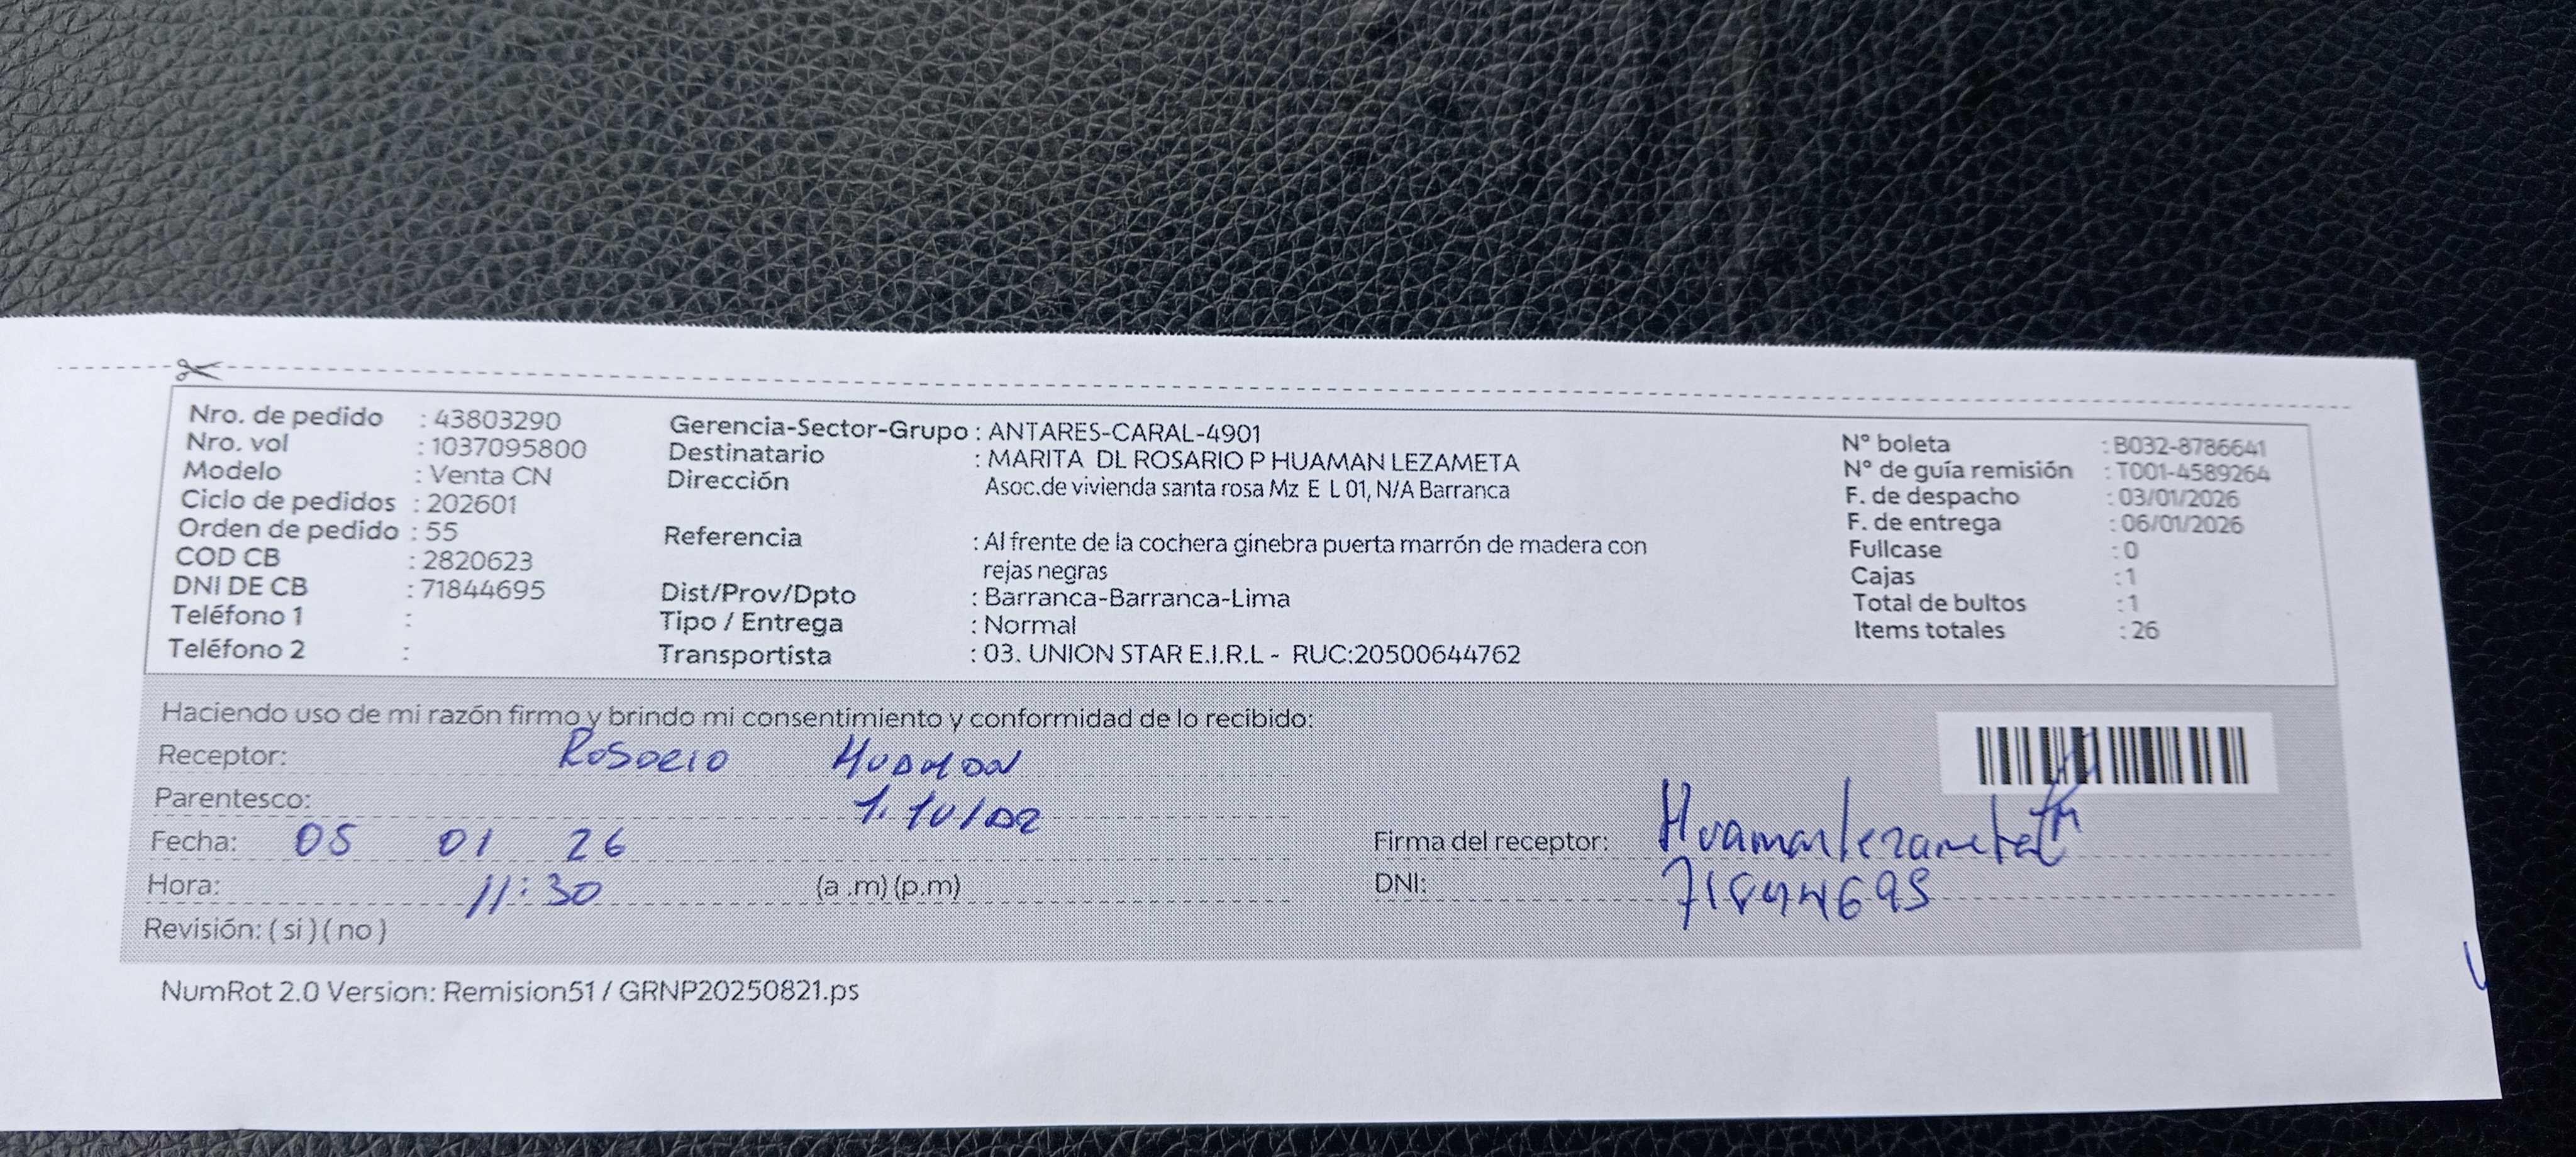 Nro. de pedido : 43803290
Nro. vol : 1037095800
Modelo : Venta CN
Ciclo de pedidos : 202601
Orden de pedido : 55
COD CB : 2820623
DNI DE CB : 71844695
Teléfono 1 :
Teléfono 2 :
Gerencia-Sector-Grupo : ANTARES-CARAL-4901
Destinatario : MARITA DL ROSARIO P HUAMAN LEZAMETA
Dirección Asoc.de vivienda santa rosa Mz E L 01, N/A Barranca
Referencia : Al frente de la cochera ginebra puerta marrón de madera con
rejas negras
Dist/Prov/Dpto : Barranca-Barranca-Lima
Tipo / Entrega : Normal
Transportista : 03. UNION STAR E.I.R.L - RUC:20500644762
N° boleta : B032-8786641
N° de guía remisión : T001-4589264
F. de despacho : 03/01/2026
F. de entrega : 06/01/2026
Fullcase : 0
Cajas : 1
Total de bultos : 1
Items totales : 26
Haciendo uso de mi razón firmo y brindo mi consentimiento y conformidad de lo recibido:
Receptor: Rosario Huaman
Parentesco:
Fecha: 05 01 26
Hora: 11:30 (a .m) (p.m)
Revisión: ( si ) ( no )
Firma del receptor: Huaman lezameta
DNI: 71844695
NumRot 2.0 Version: Remision51 / GRNP20250821.ps